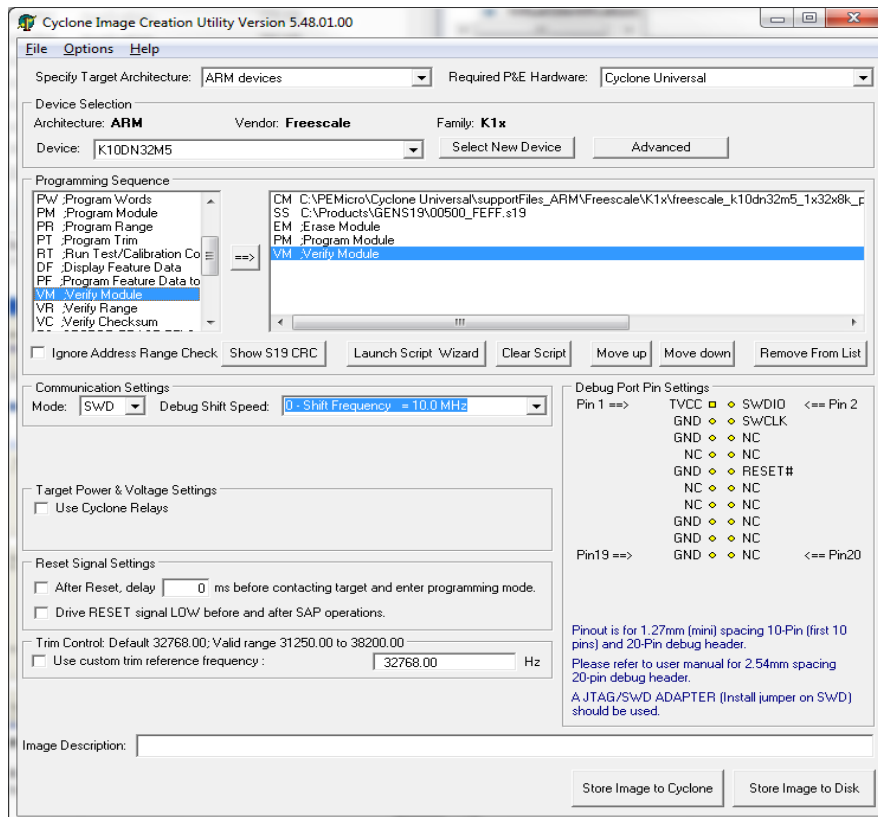 Cyclone Image Creation Utility Version 5.48.01.00
File Options Help
Specify Target Architecture: ARM devices Required P&E Hardware: Cyclone Universal
Device Selection
Architecture: ARM Vendor: Freescale Family: K1x
Device: K10DN32M5 Select New Device Advanced
Programming Sequence
PW ;Program Words
PM ;Program Module
PR ;Program Range
PT ;Program Trim
RT ;Run Test/Calibration Co
DF ;Display Feature Data
PF ;Program Feature Data to
VM ;Verify Module
VR ;Verify Range
VC ;Verify Checksum
==>
CM C:\PEMicro\Cyclone Universal\supportFiles_ARM\Freescale\K1x\freescale_k10dn32m5_1x32x8k_p
SS C:\Products\GENS19\00500_FEFF.s19
EM ;Erase Module
PM ;Program Module
VM ;Verify Module
Ignore Address Range Check Show S19 CRC Launch Script Wizard Clear Script Move up Move down Remove From List
Communication Settings
Mode: SWD Debug Shift Speed: 0 - Shift Frequency = 10.0 MHz
Target Power & Voltage Settings
Use Cyclone Relays
Reset Signal Settings
After Reset, delay 0 ms before contacting target and enter programming mode.
Drive RESET signal LOW before and after SAP operations.
Trim Control: Default 32768.00; Valid range 31250.00 to 38200.00
Use custom trim reference frequency : 32768.00 Hz
Debug Port Pin Settings
Pin 1 ==> TVCC SWDIO <== Pin 2
GND SWCLK
GND NC
NC NC
GND RESET#
NC NC
NC NC
GND NC
GND NC
Pin19 ==> GND NC <== Pin20
Pinout is for 1.27mm (mini) spacing 10-Pin (first 10
pins) and 20-Pin debug header.
Please refer to user manual for 2.54mm spacing
20-pin debug header.
A JTAG/SWD ADAPTER (Install jumper on SWD)
should be used.
Image Description:
Store Image to Cyclone Store Image to Disk